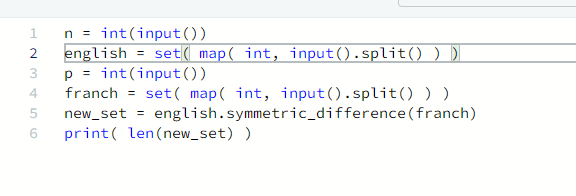 1 n = int(input())
2 english = set( map( int, input().split() ) )
3 p = int(input())
4 franch = set( map( int, input().split() ) )
5 new_set = english.symmetric_difference(franch)
6 print( len(new_set) )